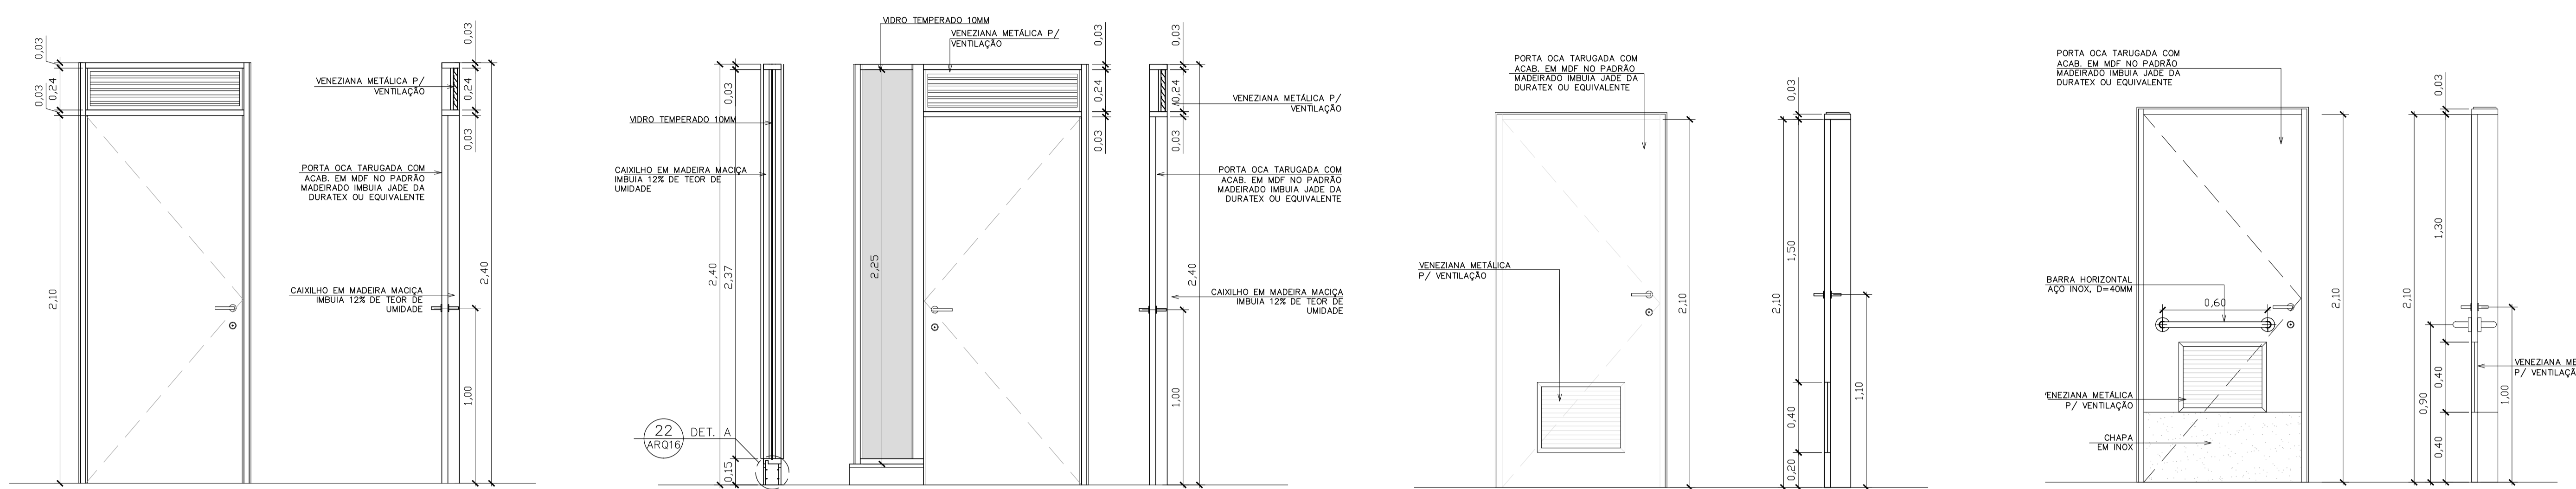 0,03
0,24
0,03
2,10
VENEZIANA METÁLICA P/
VENTILAÇÃO
PORTA OCA TARUGADA COM
ACAB. EM MDF NO PADRÃO
MADEIRADO IMBUIA JADE DA
DURATEX OU EQUIVALENTE
CAIXILHO EM MADEIRA MACIÇA
IMBUIA 12% DE TEOR DE
UMIDADE
0,03
0,24
0,03
2,40
1,00
VIDRO TEMPERADO 10MM
CAIXILHO EM MADEIRA MACIÇA
IMBUIA 12% DE TEOR DE
UMIDADE
0,03
2,40
2,37
0,15
22
ARQ16
DET. A
VIDRO TEMPERADO 10MM
VENEZIANA METÁLICA P/
VENTILAÇÃO
2,25
0,03
0,24
0,03
0,03
0,24
0,03
2,40
1,00
VENEZIANA METÁLICA P/
VENTILAÇÃO
PORTA OCA TARUGADA COM
ACAB. EM MDF NO PADRÃO
MADEIRADO IMBUIA JADE DA
DURATEX OU EQUIVALENTE
CAIXILHO EM MADEIRA MACIÇA
IMBUIA 12% DE TEOR DE
UMIDADE
PORTA OCA TARUGADA COM
ACAB. EM MDF NO PADRÃO
MADEIRADO IMBUIA JADE DA
DURATEX OU EQUIVALENTE
VENEZIANA METÁLICA
P/ VENTILAÇÃO
2,10
0,03
2,10
1,50
0,40
0,20
1,10
PORTA OCA TARUGADA COM
ACAB. EM MDF NO PADRÃO
MADEIRADO IMBUIA JADE DA
DURATEX OU EQUIVALENTE
BARRA HORIZONTAL
AÇO INOX, D=40MM
0,60
VENEZIANA METÁLICA
P/ VENTILAÇÃO
CHAPA
EM INOX
2,10
0,03
2,10
1,30
0,40
0,90
0,40
1,00
VENEZIANA
P/ VENTILAÇÃ